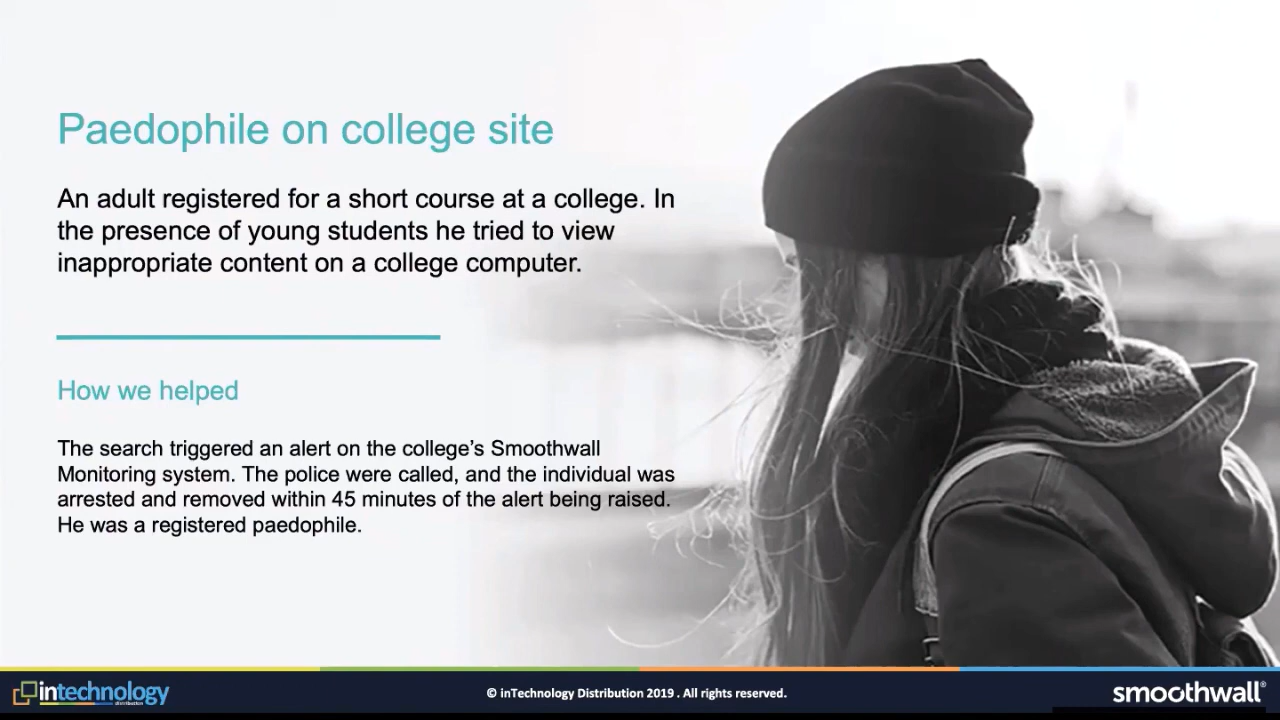 Paedophile on college site
An adult registered for a short course at a college. In
the presence of young students he tried to view
inappropriate content on a college computer.
How we helped
The search triggered an alert on the college’s Smoothwall
Monitoring system. The police were called, and the individual was
arrested and removed within 45 minutes of the alert being raised.
He was a registered paedophile.
intechnology
distribution
© inTechnology Distribution 2019 . All rights reserved.
smoothwall®